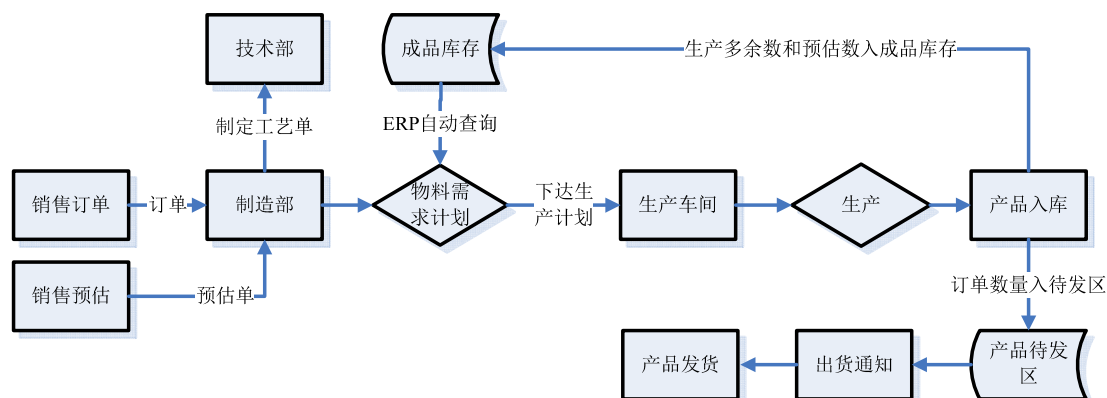 技术部
成品库存
生产多余数和预估数入成品库存
制定工艺单
ERP自动查询
销售订单
订单
制造部
物料需
求计划
下达生
产计划
生产车间
生产
产品入库
销售预估
预估单
订单数量入待发区
产品发货
出货通知
产品待发
区